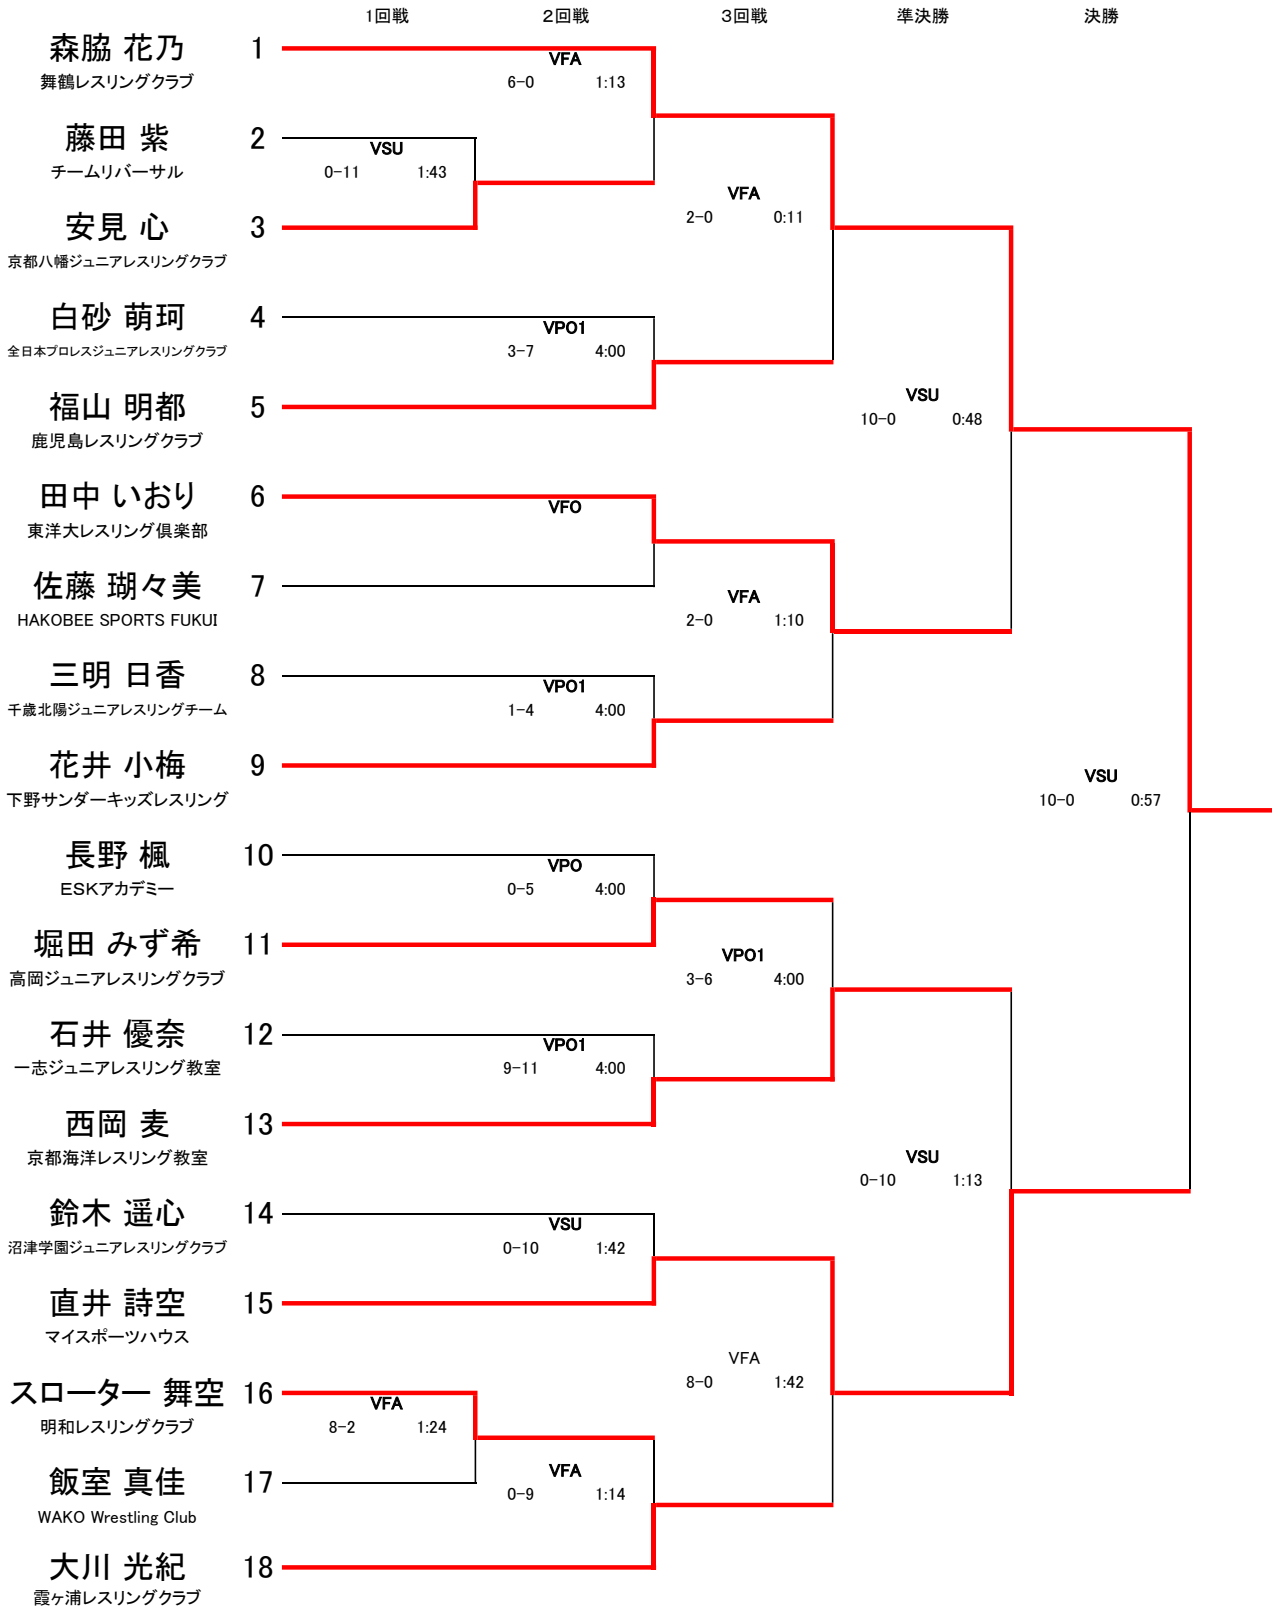 1回戦 2回戦 3回戦 準決勝 決勝
森脇 花乃 1
VFA
舞鶴レスリングクラブ
6-0 1:13
藤田 紫 2
VSU
チームリバーサル
0-11 1:43
VFA
2-0 0:11
安見 心 3
京都八幡ジュニアレスリングクラブ
白砂 萌珂 4
VPO1
全日本プロレスジュニアレスリングクラブ
3-7 4:00
VSU
10-0 0:48
福山 明都 5
鹿児島レスリングクラブ
田中 いおり 6
VFO
東洋大レスリング倶楽部
佐藤 瑚々美 7
VFA
HAKOBEE SPORTS FUKUI
2-0 1:10
三明 日香 8
VPO1
千歳北陽ジュニアレスリングチーム
1-4 4:00
花井 小梅 9
VSU
下野サンダーキッズレスリング
10-0 0:57
長野 楓 10
VPO
ESKアカデミー
0-5 4:00
堀田 みず希 11
VPO1
高岡ジュニアレスリングクラブ
3-6 4:00
石井 優奈 12
VPO1
一志ジュニアレスリング教室
9-11 4:00
西岡 麦 13
京都海洋レスリング教室
VSU
0-10 1:13
鈴木 遥心 14
VSU
沼津学園ジュニアレスリングクラブ
0-10 1:42
直井 詩空 15
マイスポーツハウス
VFA
8-0 1:42
スローター 舞空 16
VFA
明和レスリングクラブ
8-2 1:24
飯室 真佳 17
VFA
0-9 1:14
WAKO Wrestling Club
大川 光紀 18
霞ヶ浦レスリングクラブ